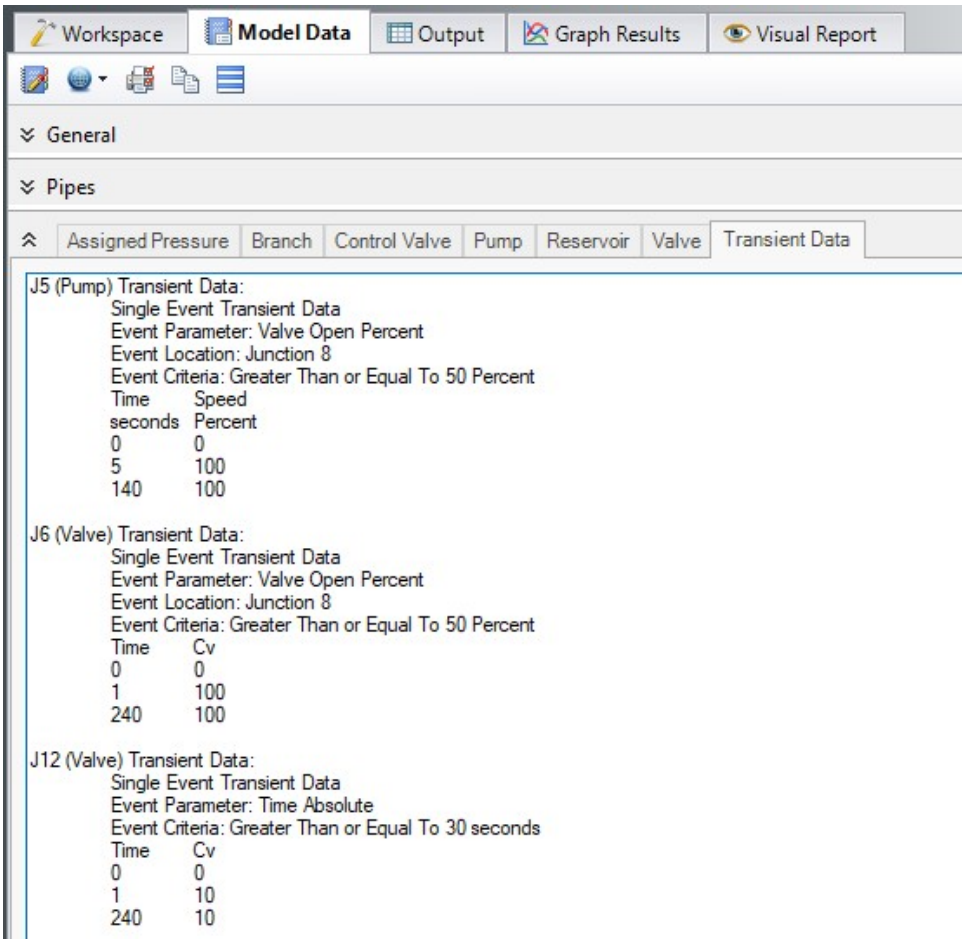 Workspace Model Data Output Graph Results Visual Report
General
Pipes
Assigned Pressure Branch Control Valve Pump Reservoir Valve Transient Data
J5 (Pump) Transient Data:
Single Event Transient Data
Event Parameter: Valve Open Percent
Event Location: Junction 8
Event Criteria: Greater Than or Equal To 50 Percent
Time Speed
seconds Percent
0 0
5 100
140 100
J6 (Valve) Transient Data:
Single Event Transient Data
Event Parameter: Valve Open Percent
Event Location: Junction 8
Event Criteria: Greater Than or Equal To 50 Percent
Time Cv
0 0
1 100
240 100
J12 (Valve) Transient Data:
Single Event Transient Data
Event Parameter: Time Absolute
Event Criteria: Greater Than or Equal To 30 seconds
Time Cv
0 0
1 10
240 10